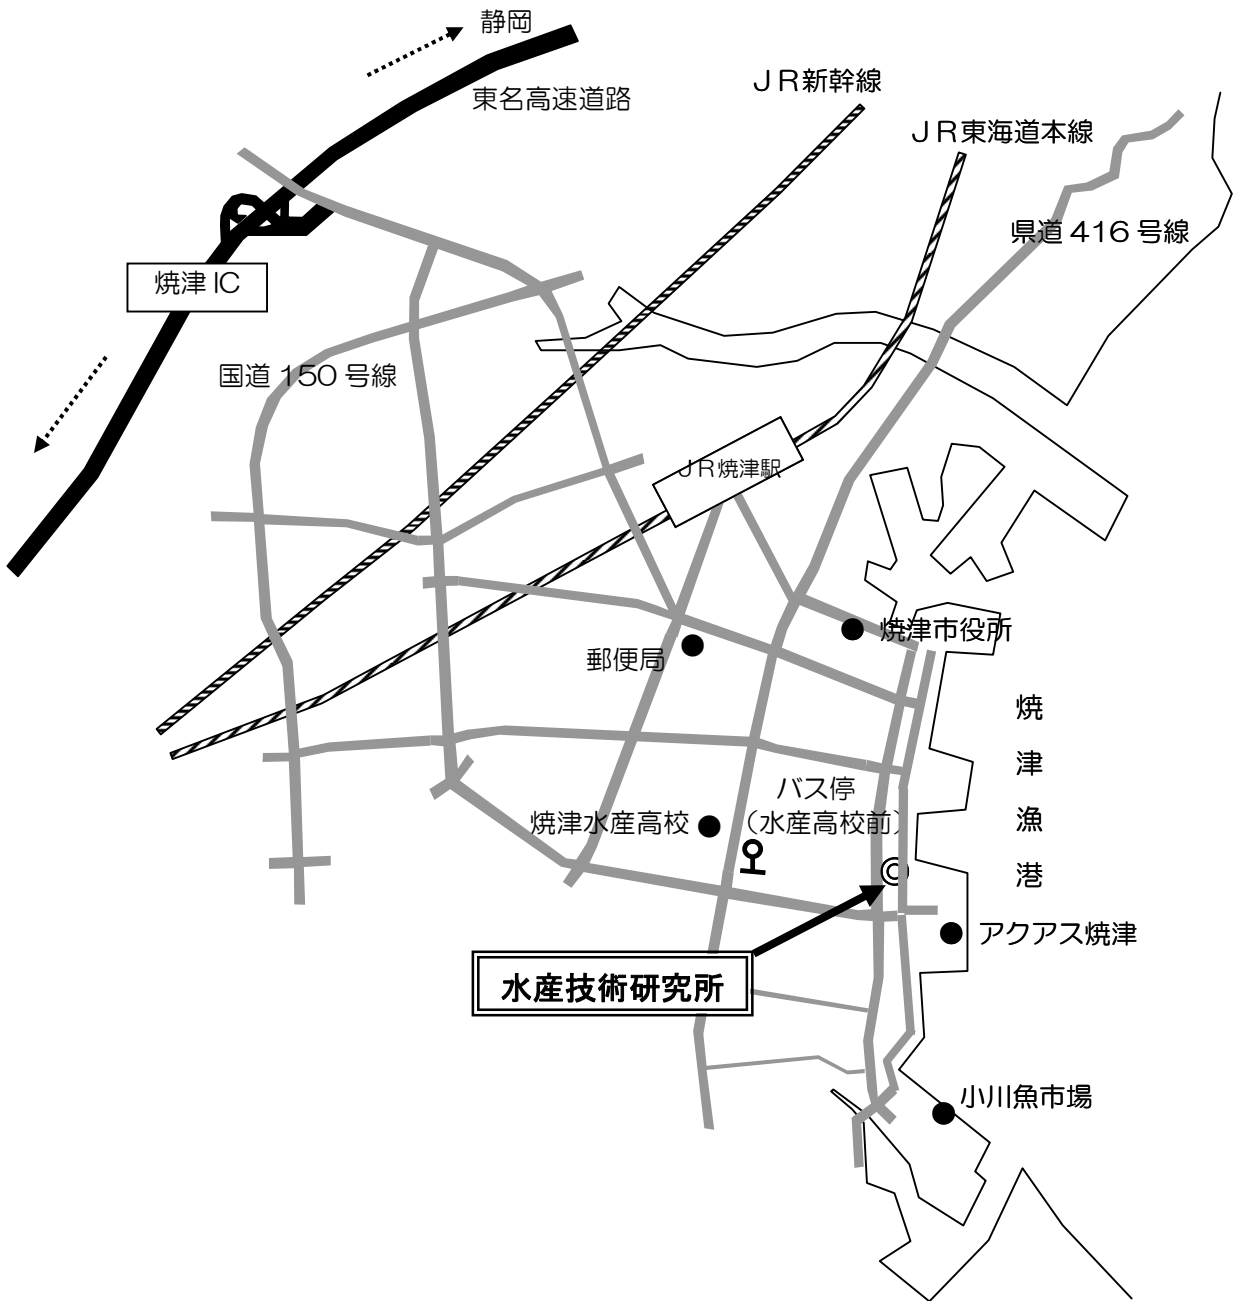 静岡
東名高速道路
ＪＲ新幹線
ＪＲ東海道本線
県道 416 号線
焼津 IC
国道 150 号線
ＪＲ焼津駅
焼津市役所
郵便局
焼
津
漁
港
バス停
（水産高校前）
焼津水産高校
アクアス焼津
水産技術研究所
小川魚市場